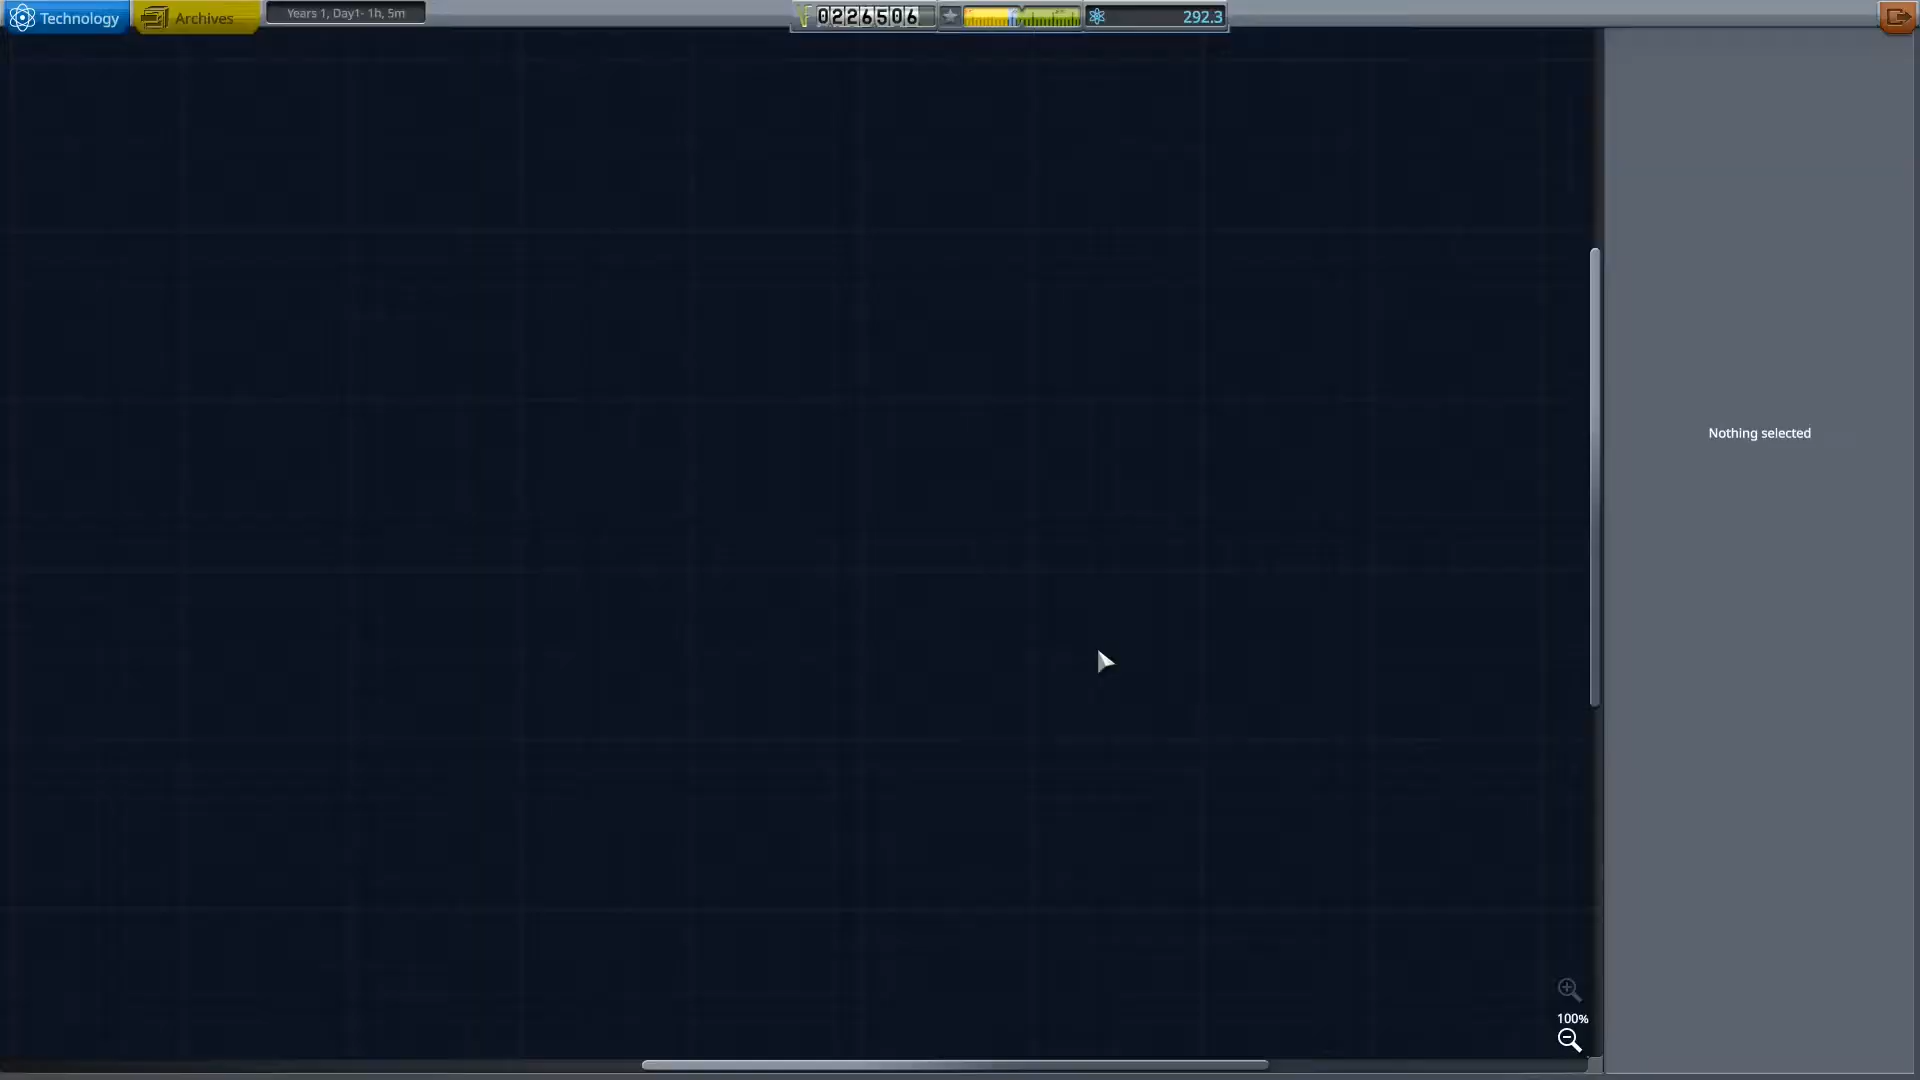 Technology
Archives
Years 1, Day1- 1h, 5m
0226506
292.3
Nothing selected
100%